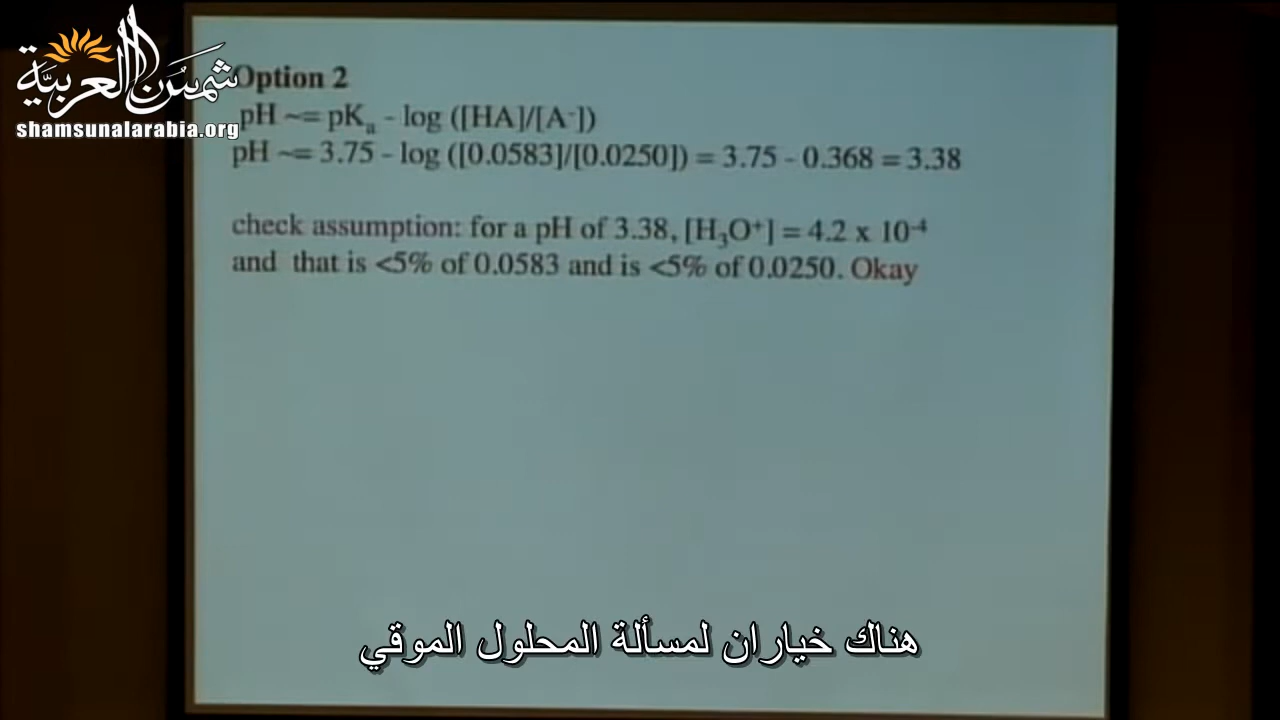 شمس العربية
shamsunalarabia.org
Option 2
pH ~= pKₐ - log ([HA]/[A⁻])
pH ~= 3.75 - log ([0.0583]/[0.0250]) = 3.75 - 0.368 = 3.38
check assumption: for a pH of 3.38, [H₃O⁺] = 4.2 x 10⁻⁴
and that is <5% of 0.0583 and is <5% of 0.0250. Okay
هناك خياران لمسألة المحلول الموقي